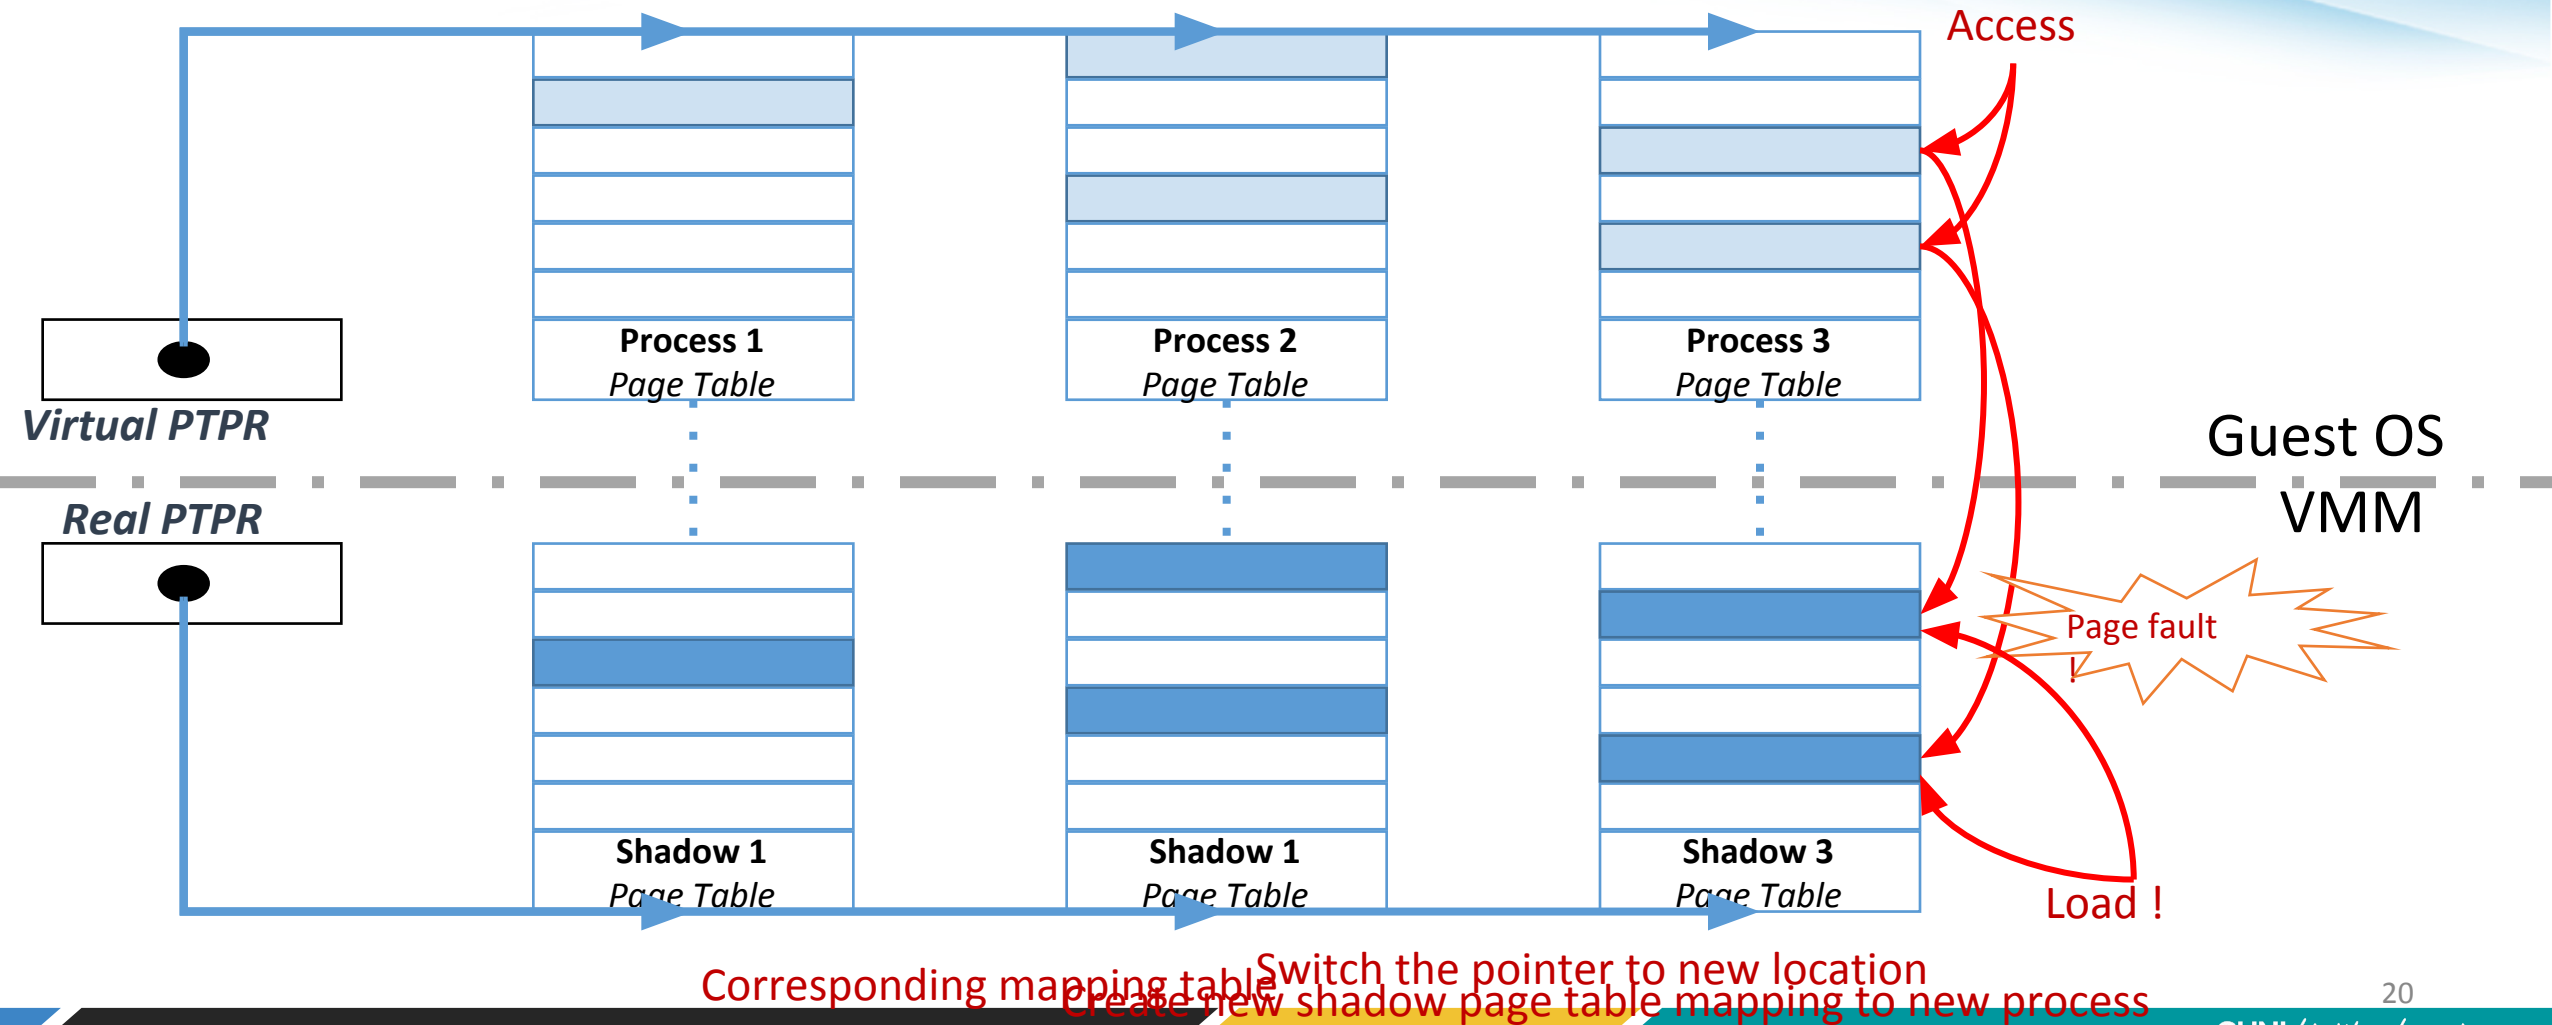 Access
Process 1
Page Table
Process 2
Page Table
Process 3
Page Table
Virtual PTPR
Guest OS
Real PTPR
VMM
Page fault
!
Shadow 1
Page Table
Shadow 1
Page Table
Shadow 3
Page Table
Load !
Switch the pointer to new location
Corresponding mapping table
Create new shadow page table mapping to new process
20